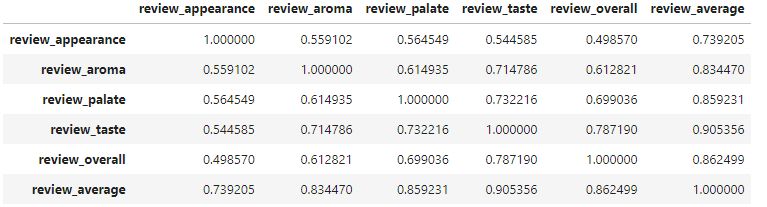 review_appearance review_aroma review_palate review_taste review_overall review_average
review_appearance 1.000000 0.559102 0.564549 0.544585 0.498570 0.739205
review_aroma 0.559102 1.000000 0.614935 0.714786 0.612821 0.834470
review_palate 0.564549 0.614935 1.000000 0.732216 0.699036 0.859231
review_taste 0.544585 0.714786 0.732216 1.000000 0.787190 0.905356
review_overall 0.498570 0.612821 0.699036 0.787190 1.000000 0.862499
review_average 0.739205 0.834470 0.859231 0.905356 0.862499 1.000000